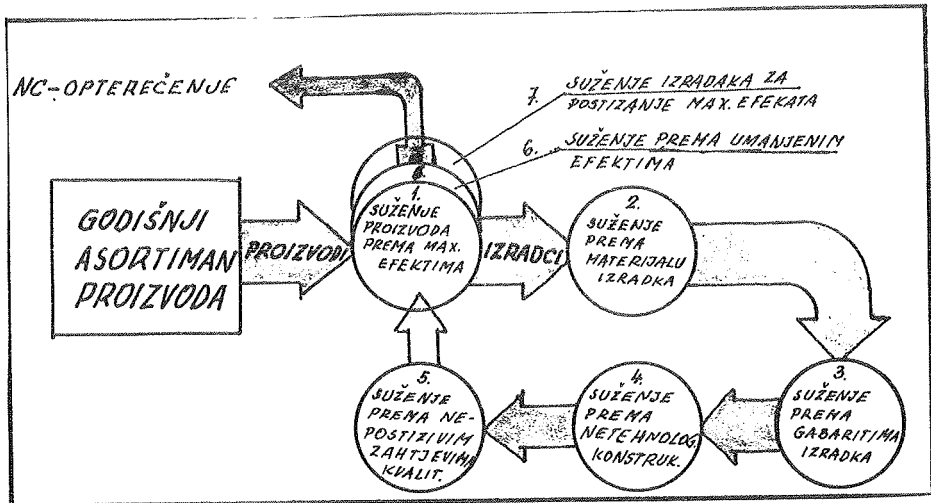 NC-OPTEREČENJE
7. SUŽENJE IZRADAKA ZA
POSTIZANJE MAX. EFEKATA
6. SUŽENJE PREMA UMANJENIM
EFEKTIMA
GODIŠNJI
ASORTIMAN
PROIZVODA
PROIZVODI
1.
SUŽENJE
PROIZVODA
PREMA MAX.
EFEKTIMA
IZRADCI
2.
SUŽENJE
PREMA
MATERIJALU
IZRADKA
3.
SUŽENJE
PREMA
GABARITIMA
IZRADKA
4.
SUŽENJE
PREMA
NETEHNOLOG.
KONSTRUK.
5.
SUŽENJE
PREMA NE-
POSTIZIVIM
ZAHTJEVIMA
KVALIT.